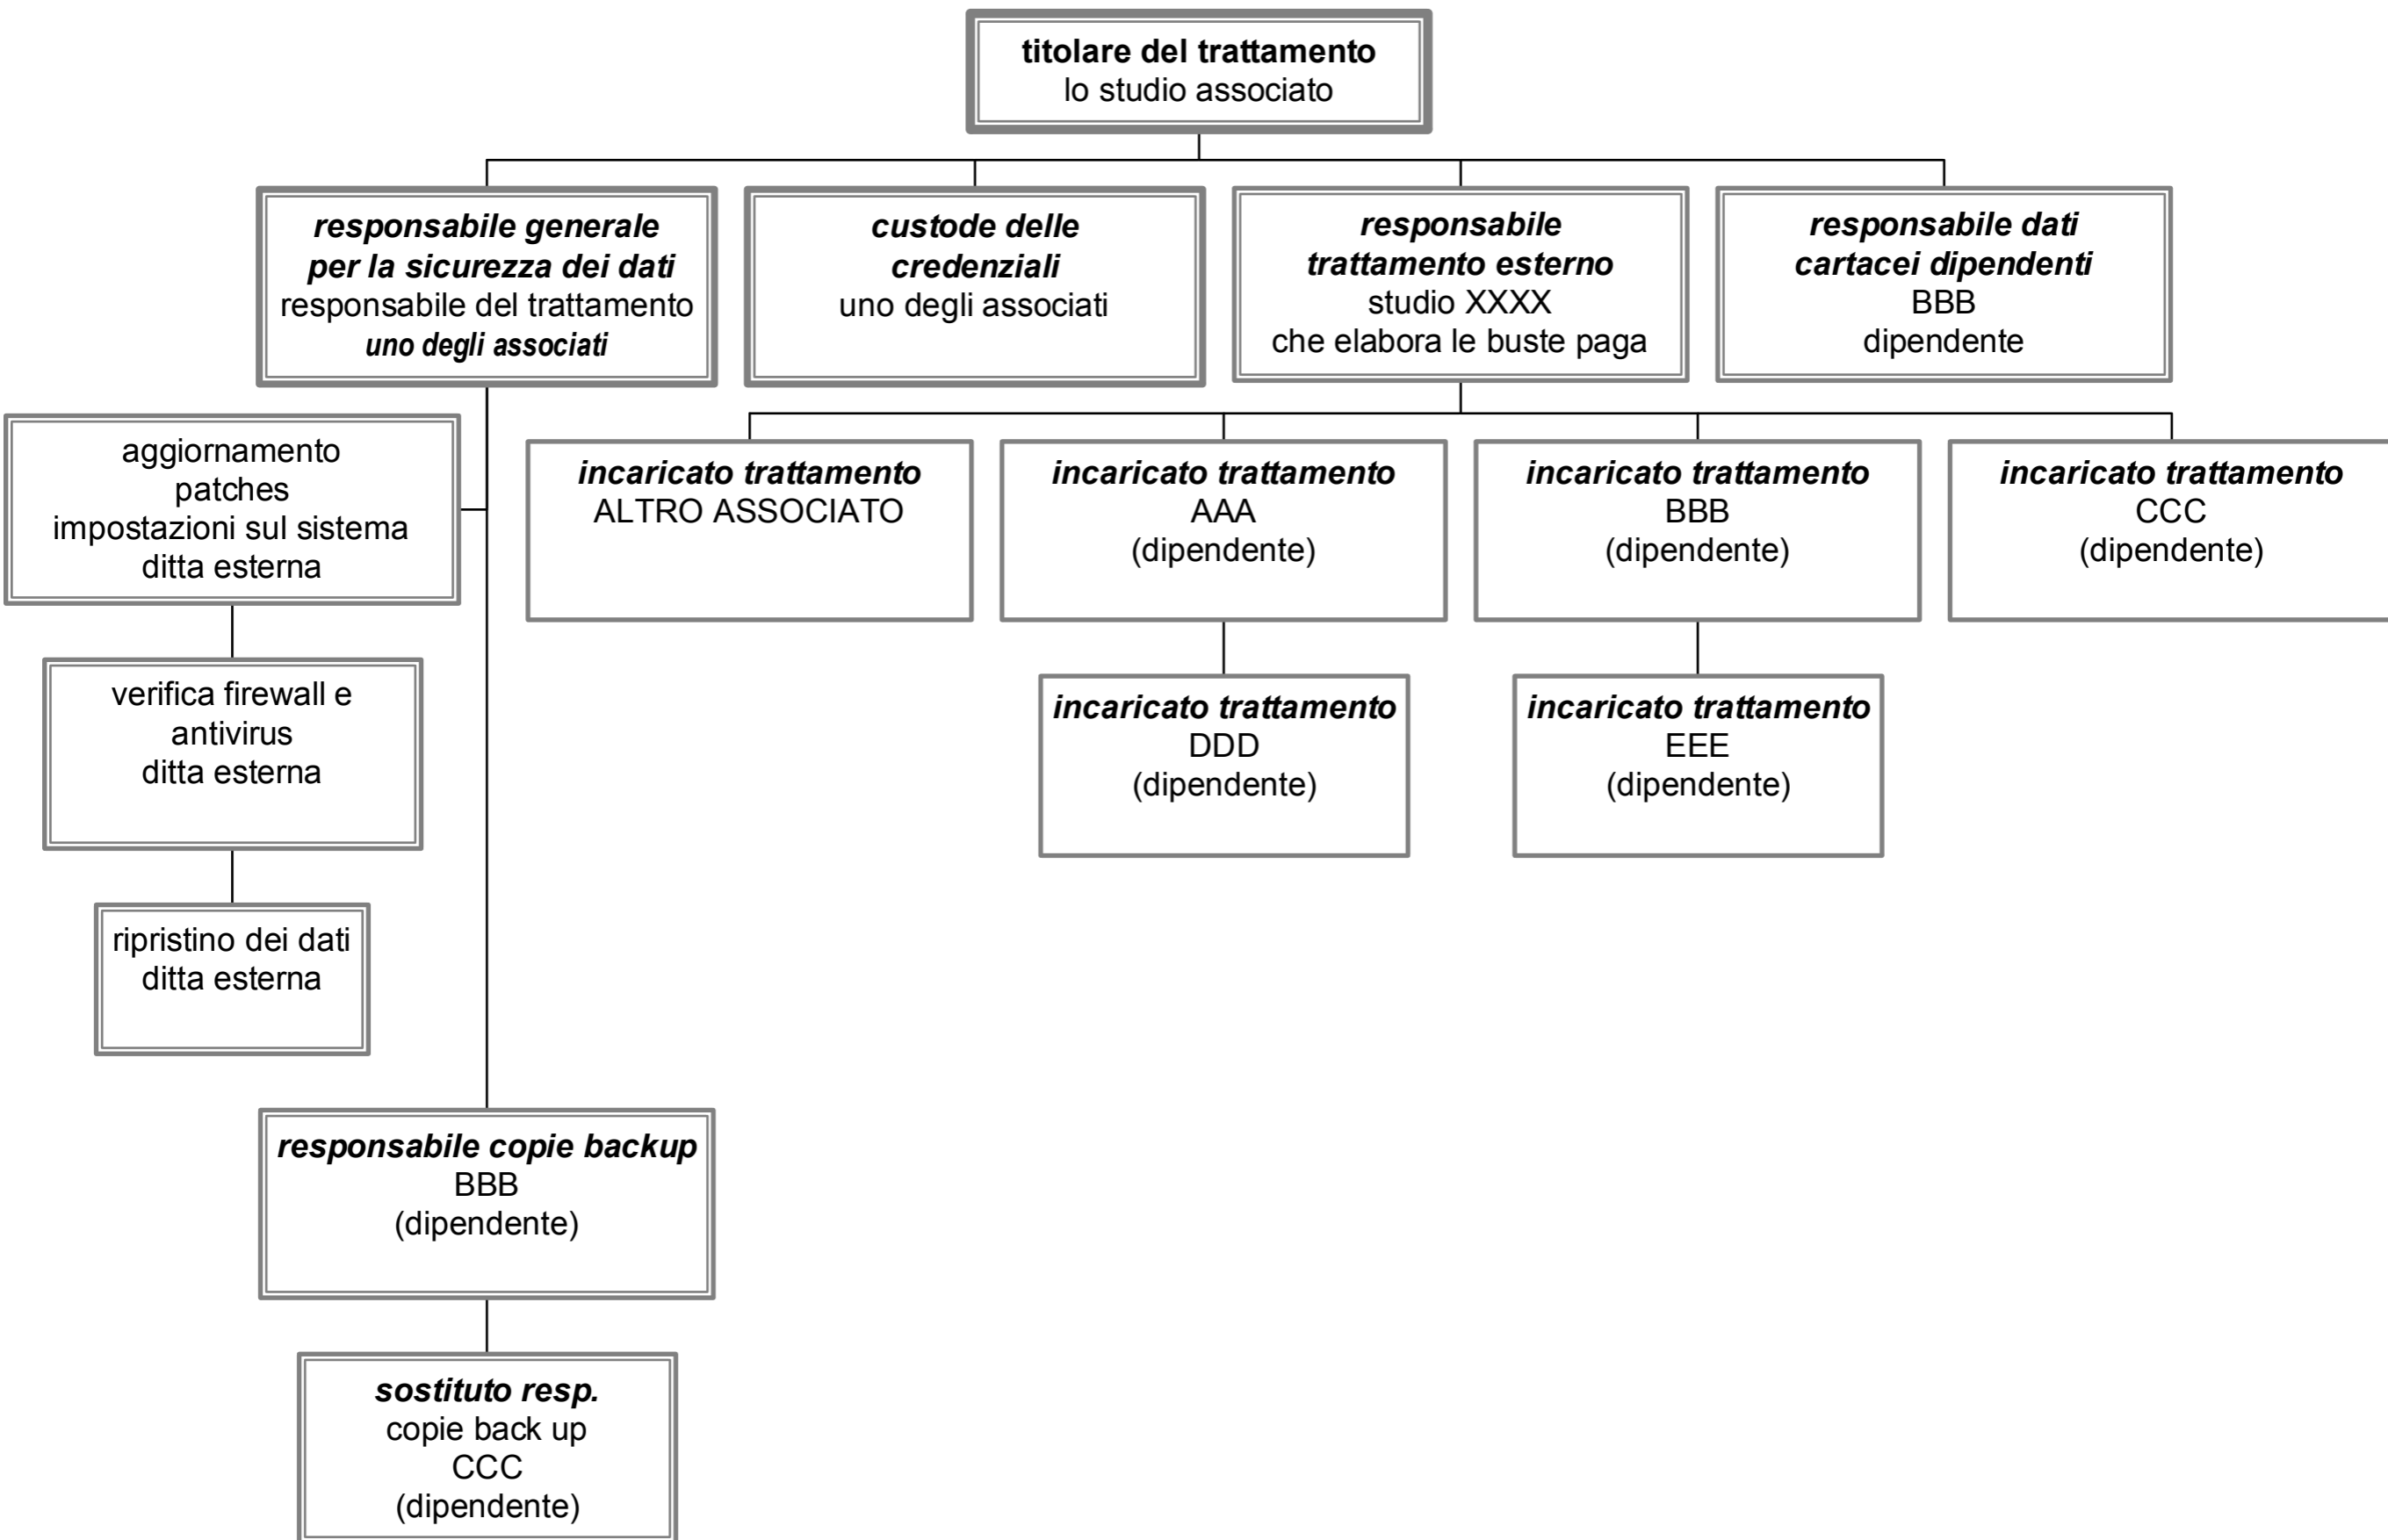 titolare del trattamento
lo studio associato
responsabile generale
per la sicurezza dei dati
responsabile del trattamento
uno degli associati
custode delle
credenziali
uno degli associati
responsabile
trattamento esterno
studio XXXX
che elabora le buste paga
responsabile dati
cartacei dipendenti
BBB
dipendente
aggiornamento
patches
impostazioni sul sistema
ditta esterna
incaricato trattamento
ALTRO ASSOCIATO
incaricato trattamento
AAA
(dipendente)
incaricato trattamento
BBB
(dipendente)
incaricato trattamento
CCC
(dipendente)
verifica firewall e
antivirus
ditta esterna
incaricato trattamento
DDD
(dipendente)
incaricato trattamento
EEE
(dipendente)
ripristino dei dati
ditta esterna
responsabile copie backup
BBB
(dipendente)
sostituto resp.
copie back up
CCC
(dipendente)